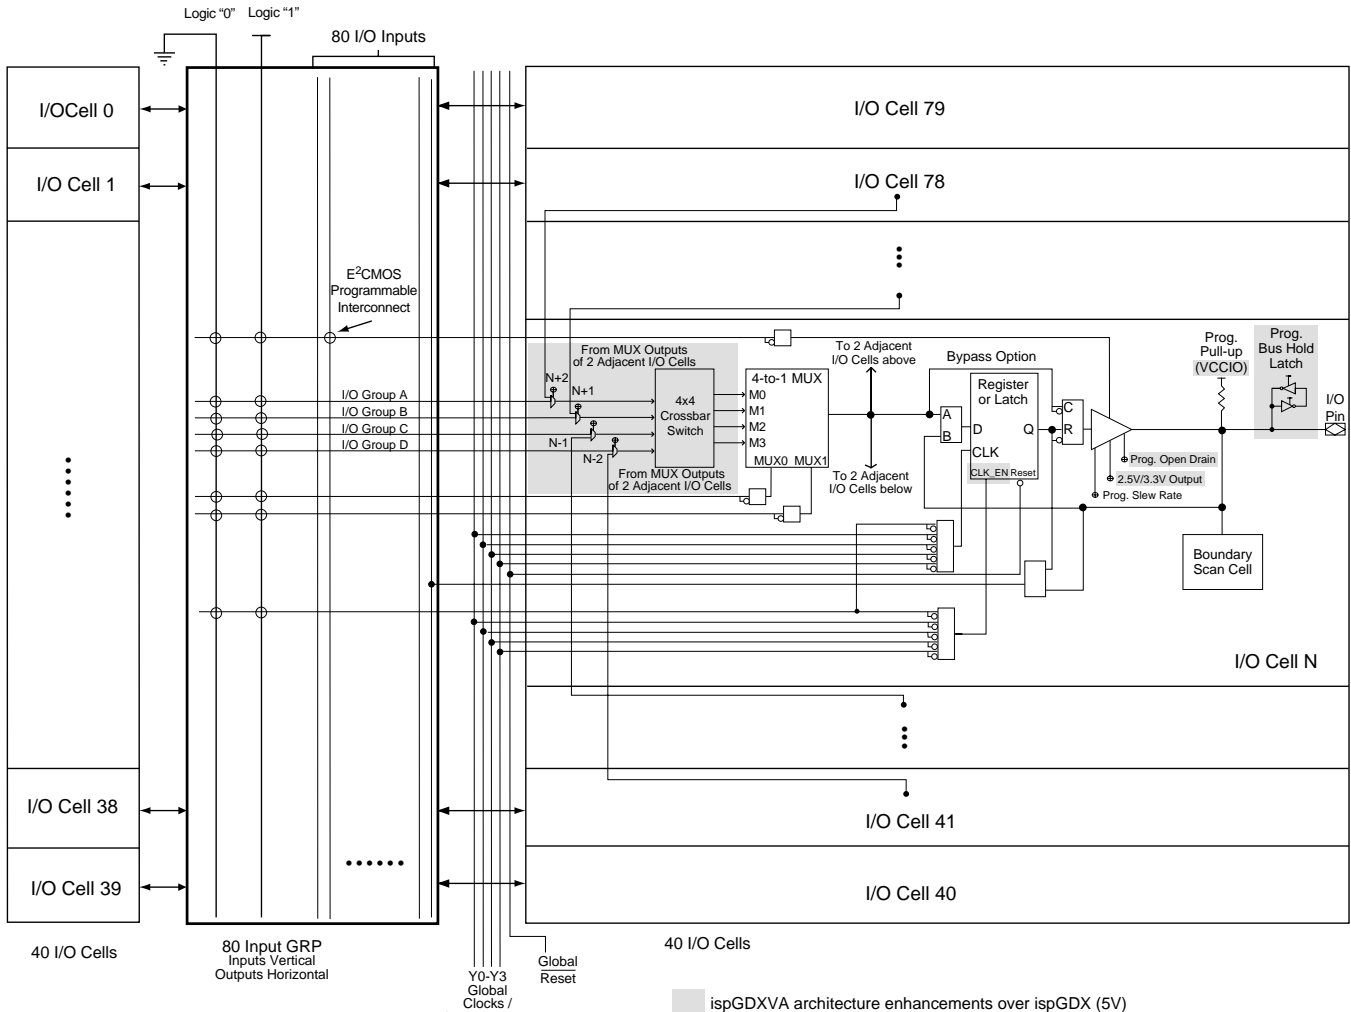 Logic “0”
Logic “1”
80 I/O Inputs
I/OCell 0
I/O Cell 79
I/O Cell 1
I/O Cell 78
E2CMOS
Programmable
Interconnect
From MUX Outputs
of 2 Adjacent I/O Cells
N+2
N+1
N-1
N-2
4x4
Crossbar
Switch
From MUX Outputs
of 2 Adjacent I/O Cells
I/O Group A
I/O Group B
I/O Group C
I/O Group D
4-to-1 MUX
M0
M1
M2
M3
MUX0 MUX1
To 2 Adjacent
I/O Cells above
To 2 Adjacent
I/O Cells below
Bypass Option
A
B
Register
or Latch
D
Q
CLK
CLK_EN
Reset
C
R
Prog.
Pull-up
(VCCIO)
Prog.
Bus Hold
Latch
I/O
Pin
Prog. Open Drain
2.5V/3.3V Output
Prog. Slew Rate
Boundary
Scan Cell
I/O Cell N
I/O Cell 38
I/O Cell 41
I/O Cell 39
I/O Cell 40
40 I/O Cells
80 Input GRP
Inputs Vertical
Outputs Horizontal
Y0-Y3
Global
Clocks /
Global
Reset
40 I/O Cells
ispGDXVA architecture enhancements over ispGDX (5V)